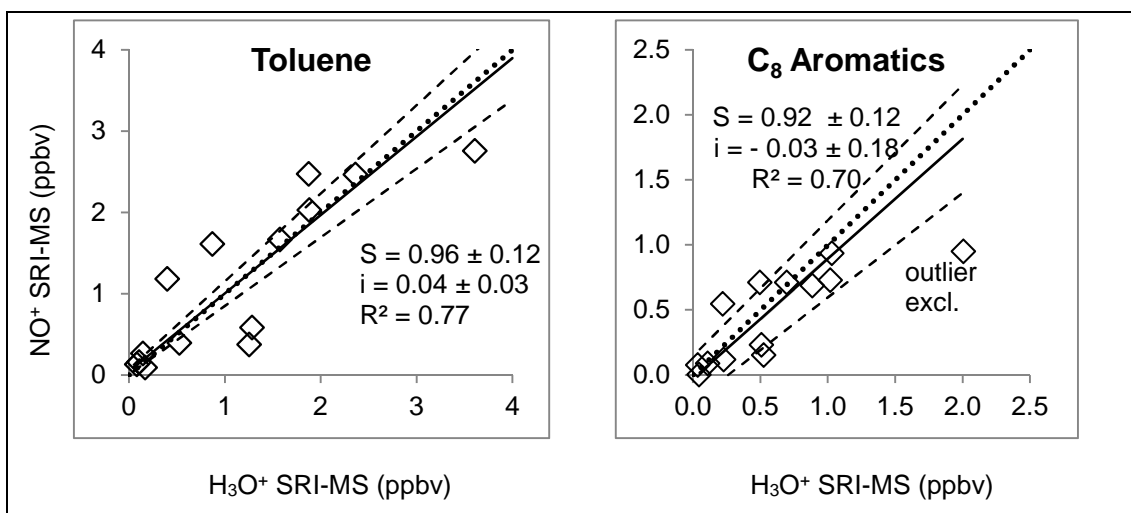 Toluene
NO⁺ SRI-MS (ppbv)
4
3
2
1
0
S = 0.96 ± 0.12
i = 0.04 ± 0.03
R² = 0.77
0 1 2 3 4
H₃O⁺ SRI-MS (ppbv)
C₈ Aromatics
2.5
2.0
1.5
1.0
0.5
0.0
S = 0.92 ± 0.12
i = - 0.03 ± 0.18
R² = 0.70
outlier
excl.
0.0 0.5 1.0 1.5 2.0 2.5
H₃O⁺ SRI-MS (ppbv)